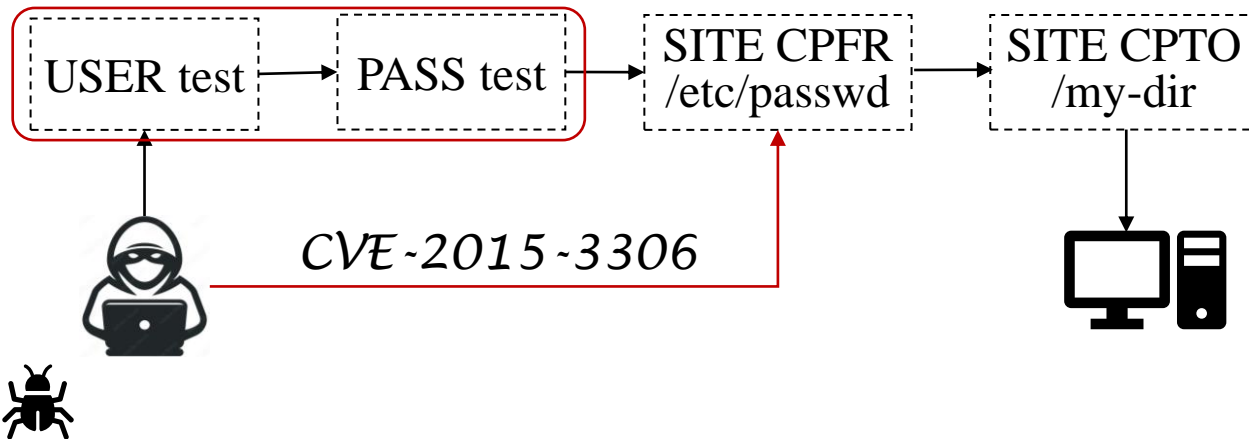 USER test
PASS test
SITE CPFR
/etc/passwd
SITE CPTO
/my-dir
CVE-2015-3306